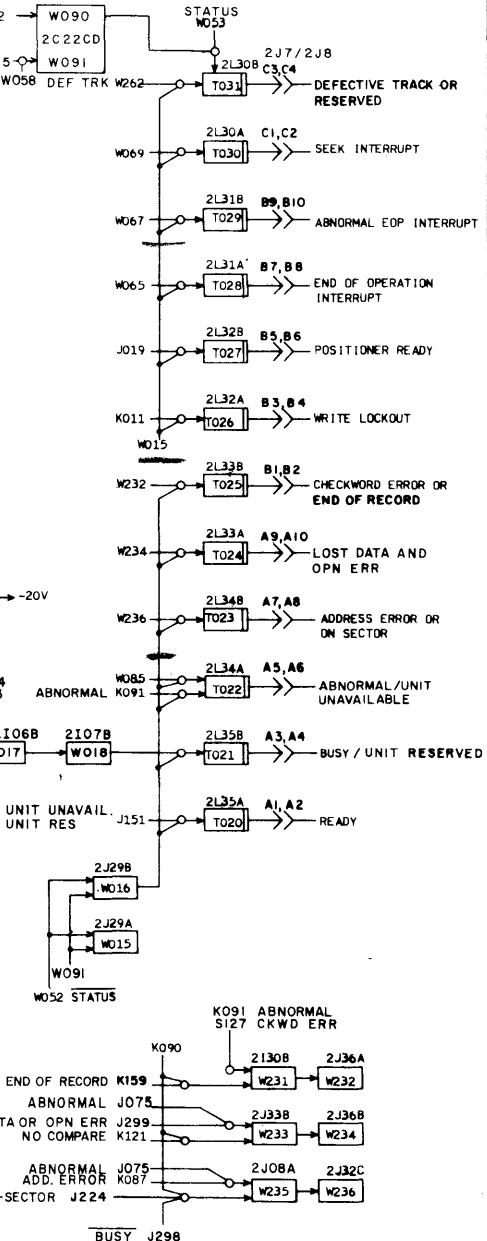 2
W090
2C22CD
W091
5
W058
STATUS
W053
2L30B
2J7/2J8
DEF TRK W262
T031
C3,C4
DEFECTIVE TRACK OR
RESERVED
2L30A
C1,C2
W069
T030
SEEK INTERRUPT
2L31B
B9,B10
W067
T029
ABNORMAL EOP INTERRUPT
2L31A
B7,B8
W065
T028
END OF OPERATION
INTERRUPT
2L32B
B5,B6
J019
T027
POSITIONER READY
2L32A
B3,B4
K011
T026
WRITE LOCKOUT
W015
2L33B
B1,B2
W232
T025
CHECKWORD ERROR OR
END OF RECORD
2L33A
A9,A10
W234
T024
LOST DATA AND
OPN ERR
-20V
2L34B
A7,A8
W236
T023
ADDRESS ERROR OR
ON SECTOR
2L34A
A5,A6
W085
ABNORMAL K091
T022
ABNORMAL/UNIT
UNAVAILABLE
I06B
2I07B
2L35B
A3,A4
017
W018
T021
BUSY/UNIT RESERVED
UNIT UNAVAIL.
UNIT RES
J151
2L35A
A1,A2
T020
READY
2J29B
W016
2J29A
W015
W091
W052 STATUS
K091 ABNORMAL
S127 CKWD ERR
K090
2I30B
2J36A
END OF RECORD K159
W231
W232
ABNORMAL J075
2J33B
2J36B
TA OR OPN ERR J299
NO COMPARE K121
W233
W234
ABNORMAL J075
2J08A
2J32C
ADD. ERROR K087
-SECTOR J224
W235
W236
BUSY J298